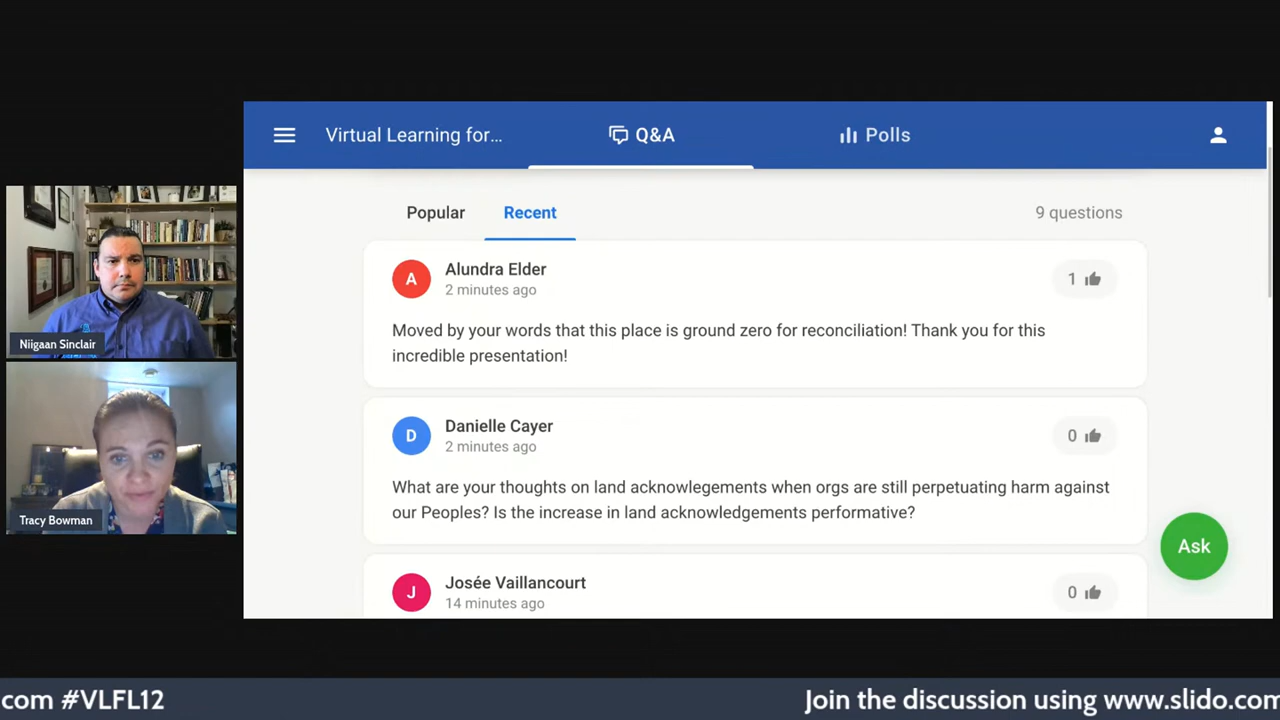 Virtual Learning for...
Q&A
Polls
Popular
Recent
9 questions
A
Alundra Elder
2 minutes ago
1
Moved by your words that this place is ground zero for reconciliation! Thank you for this
incredible presentation!
D
Danielle Cayer
2 minutes ago
0
What are your thoughts on land acknowlegements when orgs are still perpetuating harm against
our Peoples? Is the increase in land acknowledgements performative?
Ask
J
Josée Vaillancourt
14 minutes ago
0
Niigaan Sinclair
Tracy Bowman
com #VLFL12
Join the discussion using www.slido.com